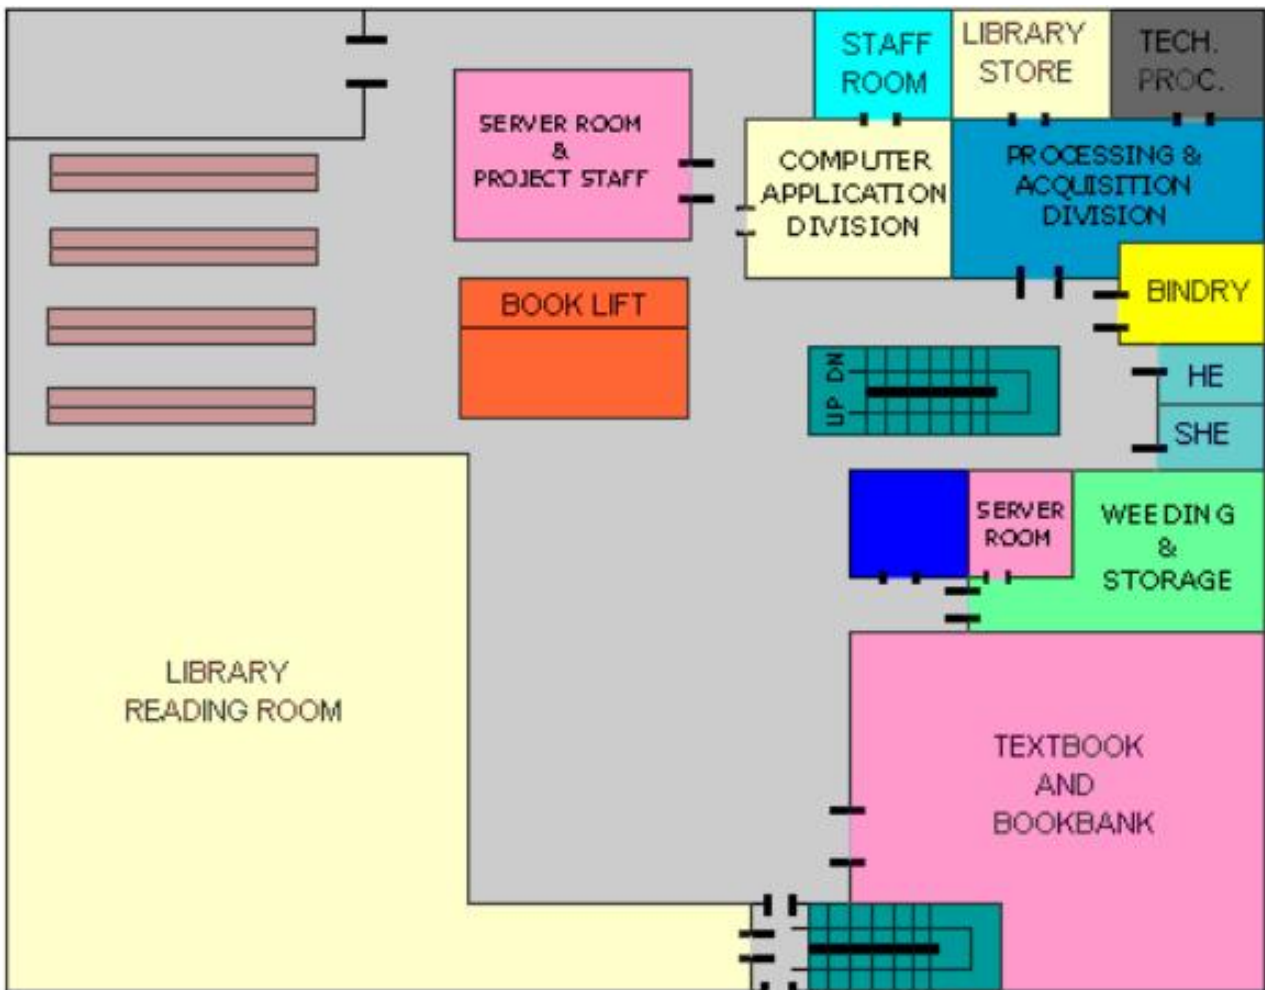 STAFF
ROOM
LIBRARY
STORE
TECH.
PROC.
SERVER ROOM
&
PROJECT STAFF
COMPUTER
APPLICATION
DIVISION
PROCESSING &
ACQUISITION
DIVISION
BOOK LIFT
BINDRY
UP DN
HE
SHE
SERVER
ROOM
WEEDING
&
STORAGE
LIBRARY
READING ROOM
TEXTBOOK
AND
BOOKBANK